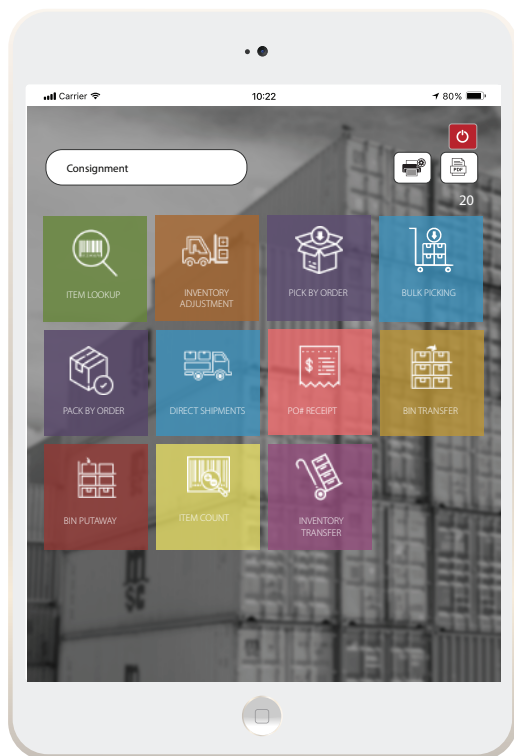 Carrier
10:22
80%
Consignment
PDF
20
ITEM LOOKUP
INVENTORY
ADJUSTMENT
PICK BY ORDER
BULK PICKING
PACK BY ORDER
DIRECT SHIPMENTS
PO# RECEIPT
BIN TRANSFER
BIN PUTAWAY
ITEM COUNT
INVENTORY
TRANSFER